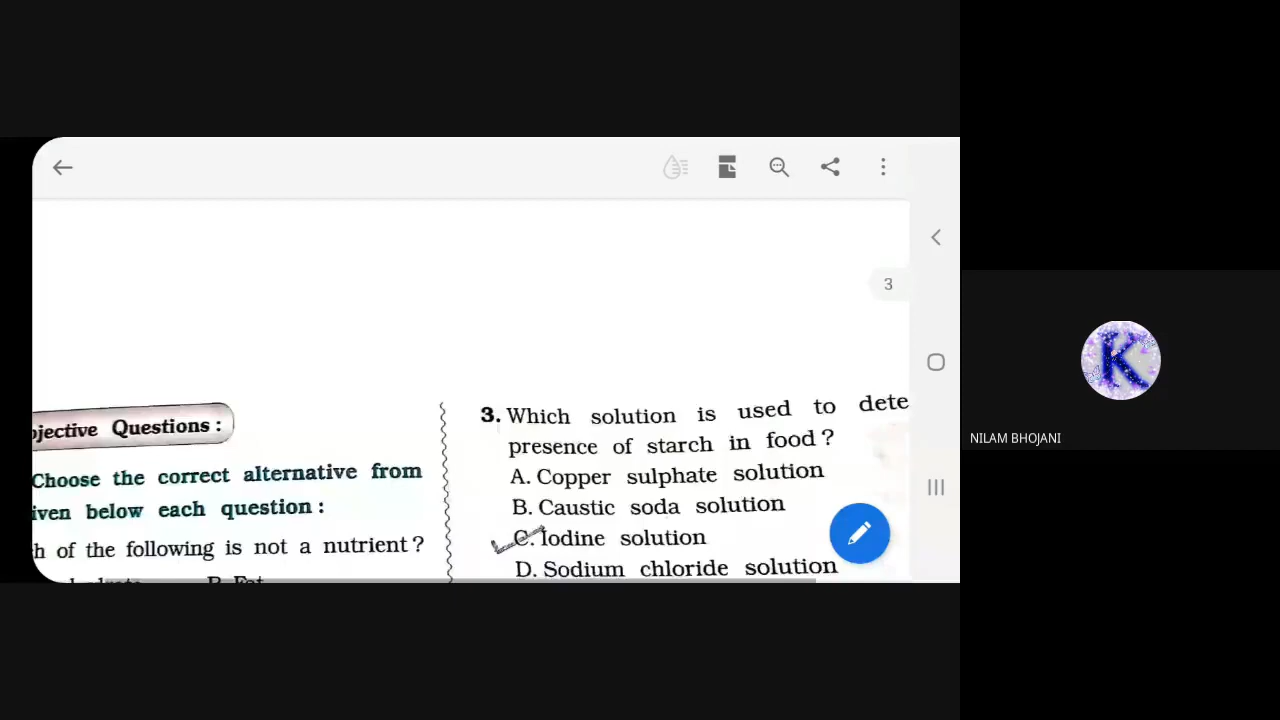 3
ojective Questions :
Choose the correct alternative from
iven below each question :
h of the following is not a nutrient ?
B. Fat
3. Which solution is used to dete
presence of starch in food ?
A. Copper sulphate solution
B. Caustic soda solution
C. Iodine solution
D. Sodium chloride solution
NILAM BHOJANI